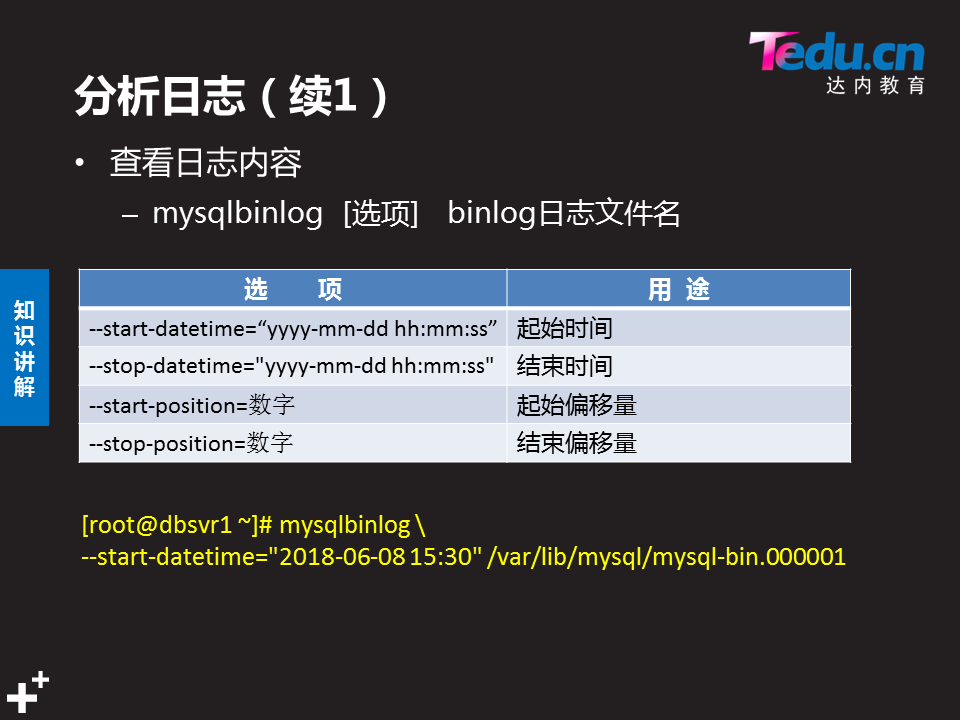 Tedu.cn
达内教育
分析日志（续1）
• 查看日志内容
– mysqlbinlog [选项] binlog日志文件名
知识讲解
选 项 用 途
--start-datetime=“yyyy-mm-dd hh:mm:ss” 起始时间
--stop-datetime="yyyy-mm-dd hh:mm:ss" 结束时间
--start-position=数字 起始偏移量
--stop-position=数字 结束偏移量
[root@dbsvr1 ~]# mysqlbinlog \
--start-datetime="2018-06-08 15:30" /var/lib/mysql/mysql-bin.000001